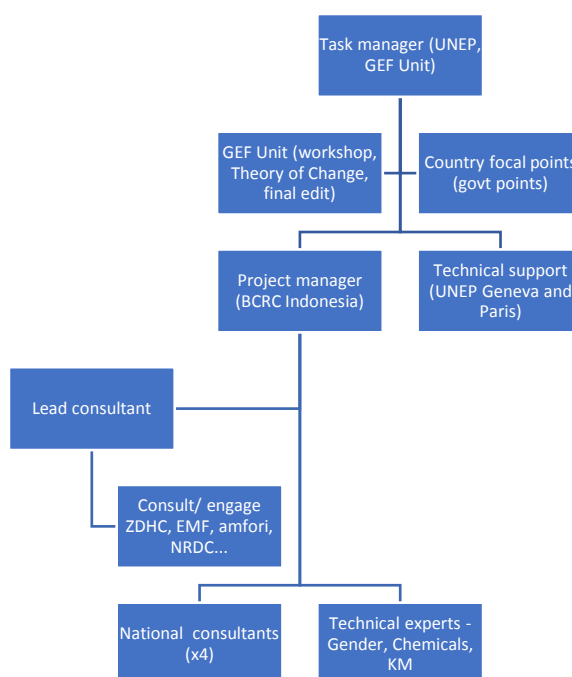 Task manager (UNEP,
GEF Unit)
GEF Unit (workshop,
Theory of Change,
final edit)
Country focal points
(govt points)
Project manager
(BCRC Indonesia)
Technical support
(UNEP Geneva and
Paris)
Lead consultant
Consult/ engage
ZDHC, EMF, amfori,
NRDC...
National consultants
(x4)
Technical experts -
Gender, Chemicals,
KM